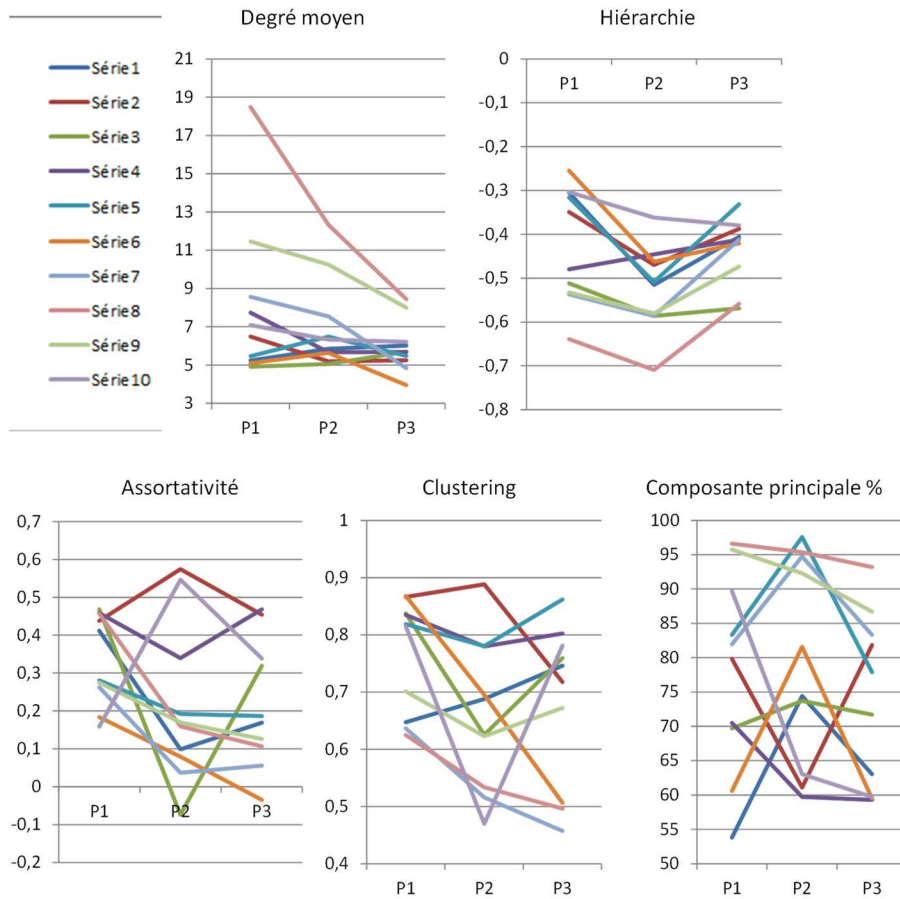 Degré moyen
Hiérarchie
Série1
Série2
Série3
Série4
Série5
Série6
Série7
Série8
Série9
Série10
21
19
17
15
13
11
9
7
5
3
P1 P2 P3
0
-0,1
-0,2
-0,3
-0,4
-0,5
-0,6
-0,7
-0,8
P1 P2 P3
Assortativité
Clustering
Composante principale %
0,7
0,6
0,5
0,4
0,3
0,2
0,1
0
-0,1
-0,2
P1 P2 P3
1
0,9
0,8
0,7
0,6
0,5
0,4
P1 P2 P3
100
95
90
85
80
75
70
65
60
55
50
P1 P2 P3